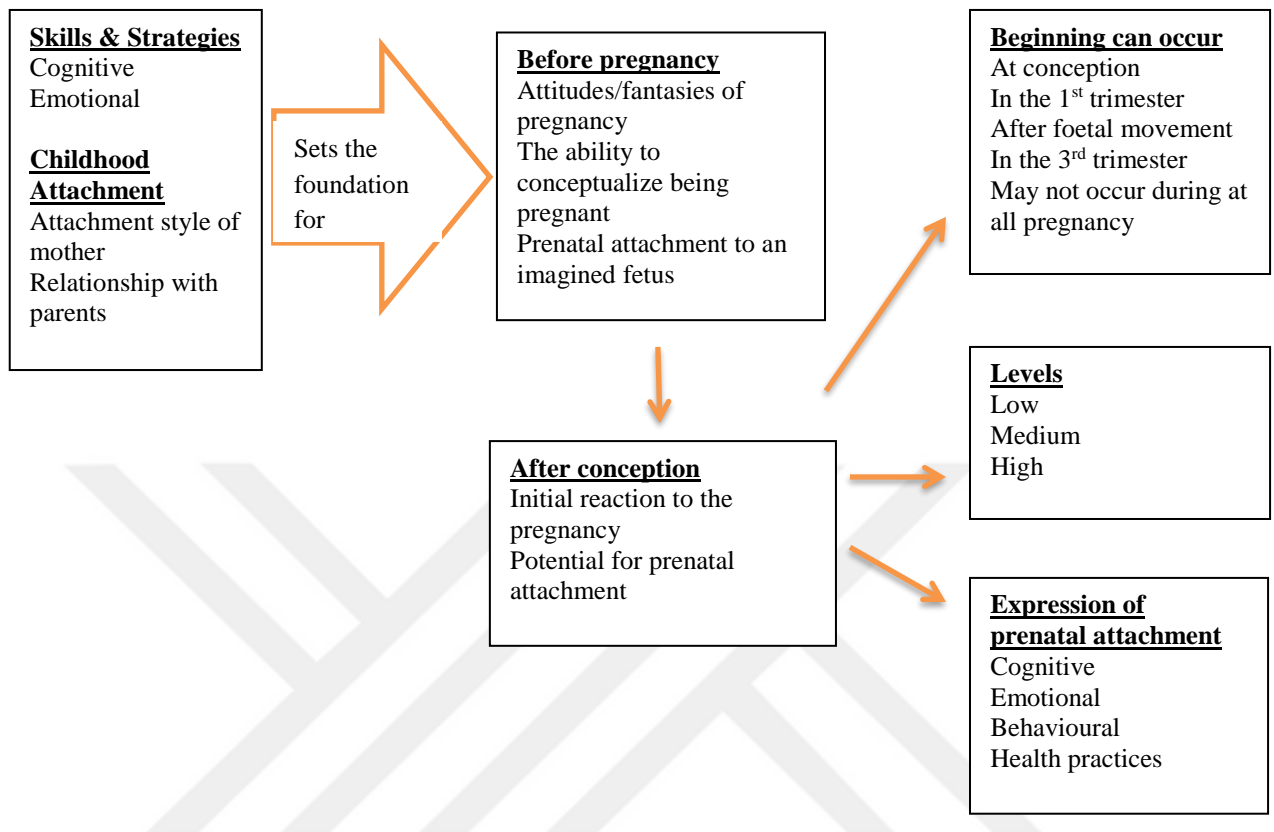 Skills & Strategies
Cognitive
Emotional
Childhood
Attachment
Attachment style of
mother
Relationship with
parents
Sets the
foundation
for
Before pregnancy
Attitudes/fantasies of
pregnancy
The ability to
conceptualize being
pregnant
Prenatal attachment to an
imagined fetus
After conception
Initial reaction to the
pregnancy
Potential for prenatal
attachment
Beginning can occur
At conception
In the 1st trimester
After foetal movement
In the 3rd trimester
May not occur during at
all pregnancy
Levels
Low
Medium
High
Expression of
prenatal attachment
Cognitive
Emotional
Behavioural
Health practices